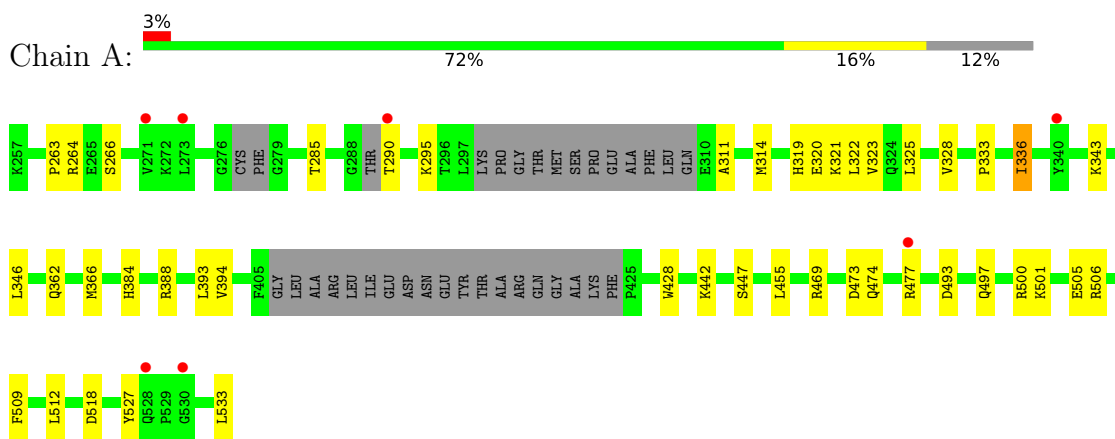 3%
Chain A:
72% 16% 12%
K257 P263 R264 E265 S266 V271 K272 L273 G276 CYS PHE G279 T285 G288 THR T290 K295 T296 L297 LYS PRO GLY THR MET SER PRO GLU ALA PHE LEU GLN E310 A311 M314 H319 E320 K321 L322 V323 Q324 L325 V328 P333 I336 Y340 K343
L346 Q362 M366 H384 R388 L393 V394 F405 GLY LEU ALA ARG LEU ILE GLU ASP ASN GLU TYR THR ALA ARG GLN GLY ALA LYS PHE P425 W428 K442 S447 L455 R469 D473 Q474 R477 D493 Q497 R500 K501 E505 R506
F509 L512 D518 Y527 Q528 P529 G530 L533